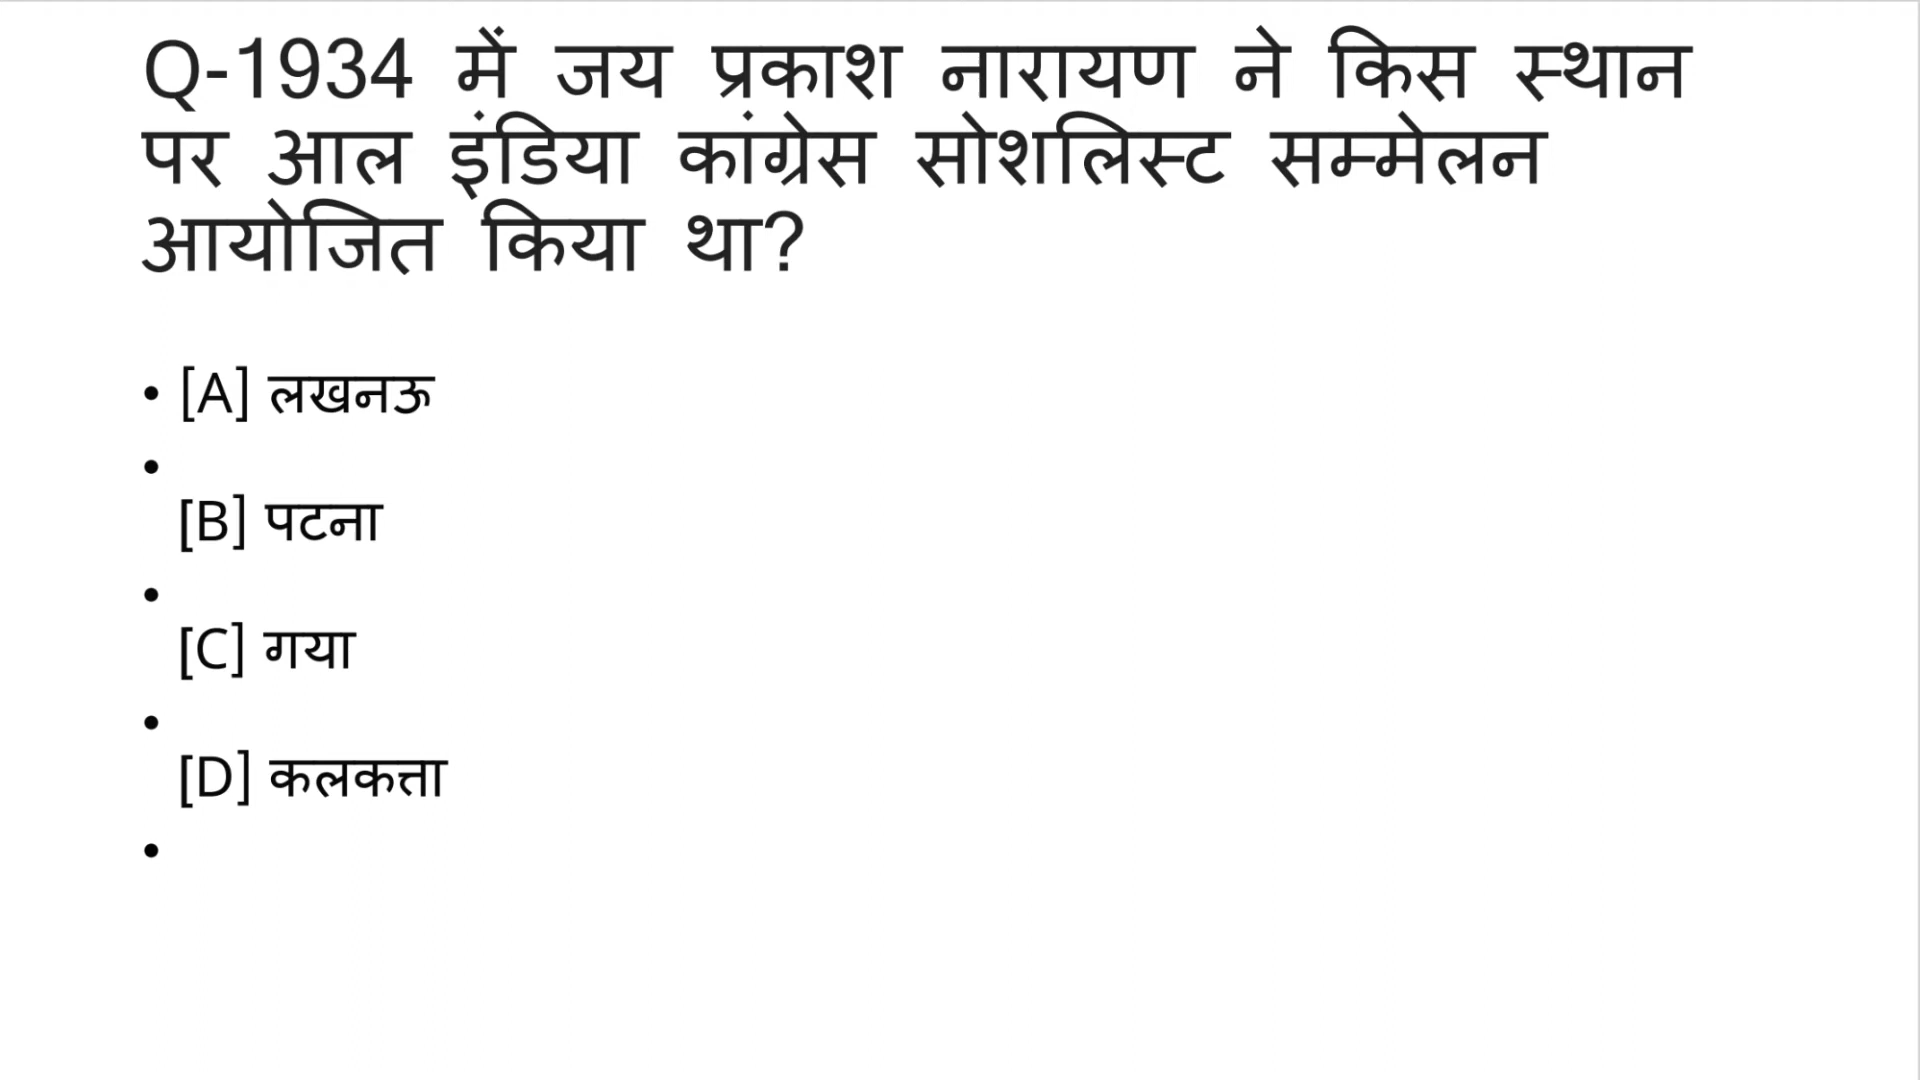 Q-1934 में जय प्रकाश नारायण ने किस स्थान
पर आल इंडिया कांग्रेस सोशलिस्ट सम्मेलन
आयोजित किया था?
• [A] लखनऊ
•
[B] पटना
•
[C] गया
•
[D] कलकत्ता
•